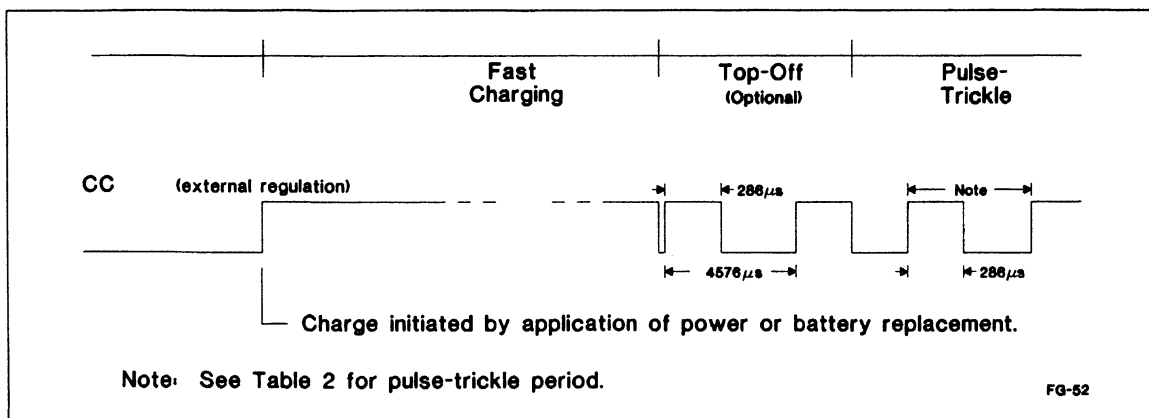 Fast Charging
Top-Off (Optional)
Pulse-Trickle
CC (external regulation)
286μs
Note
4576μs
286μs
Charge initiated by application of power or battery replacement.
Note: See Table 2 for pulse-trickle period.
FG-52